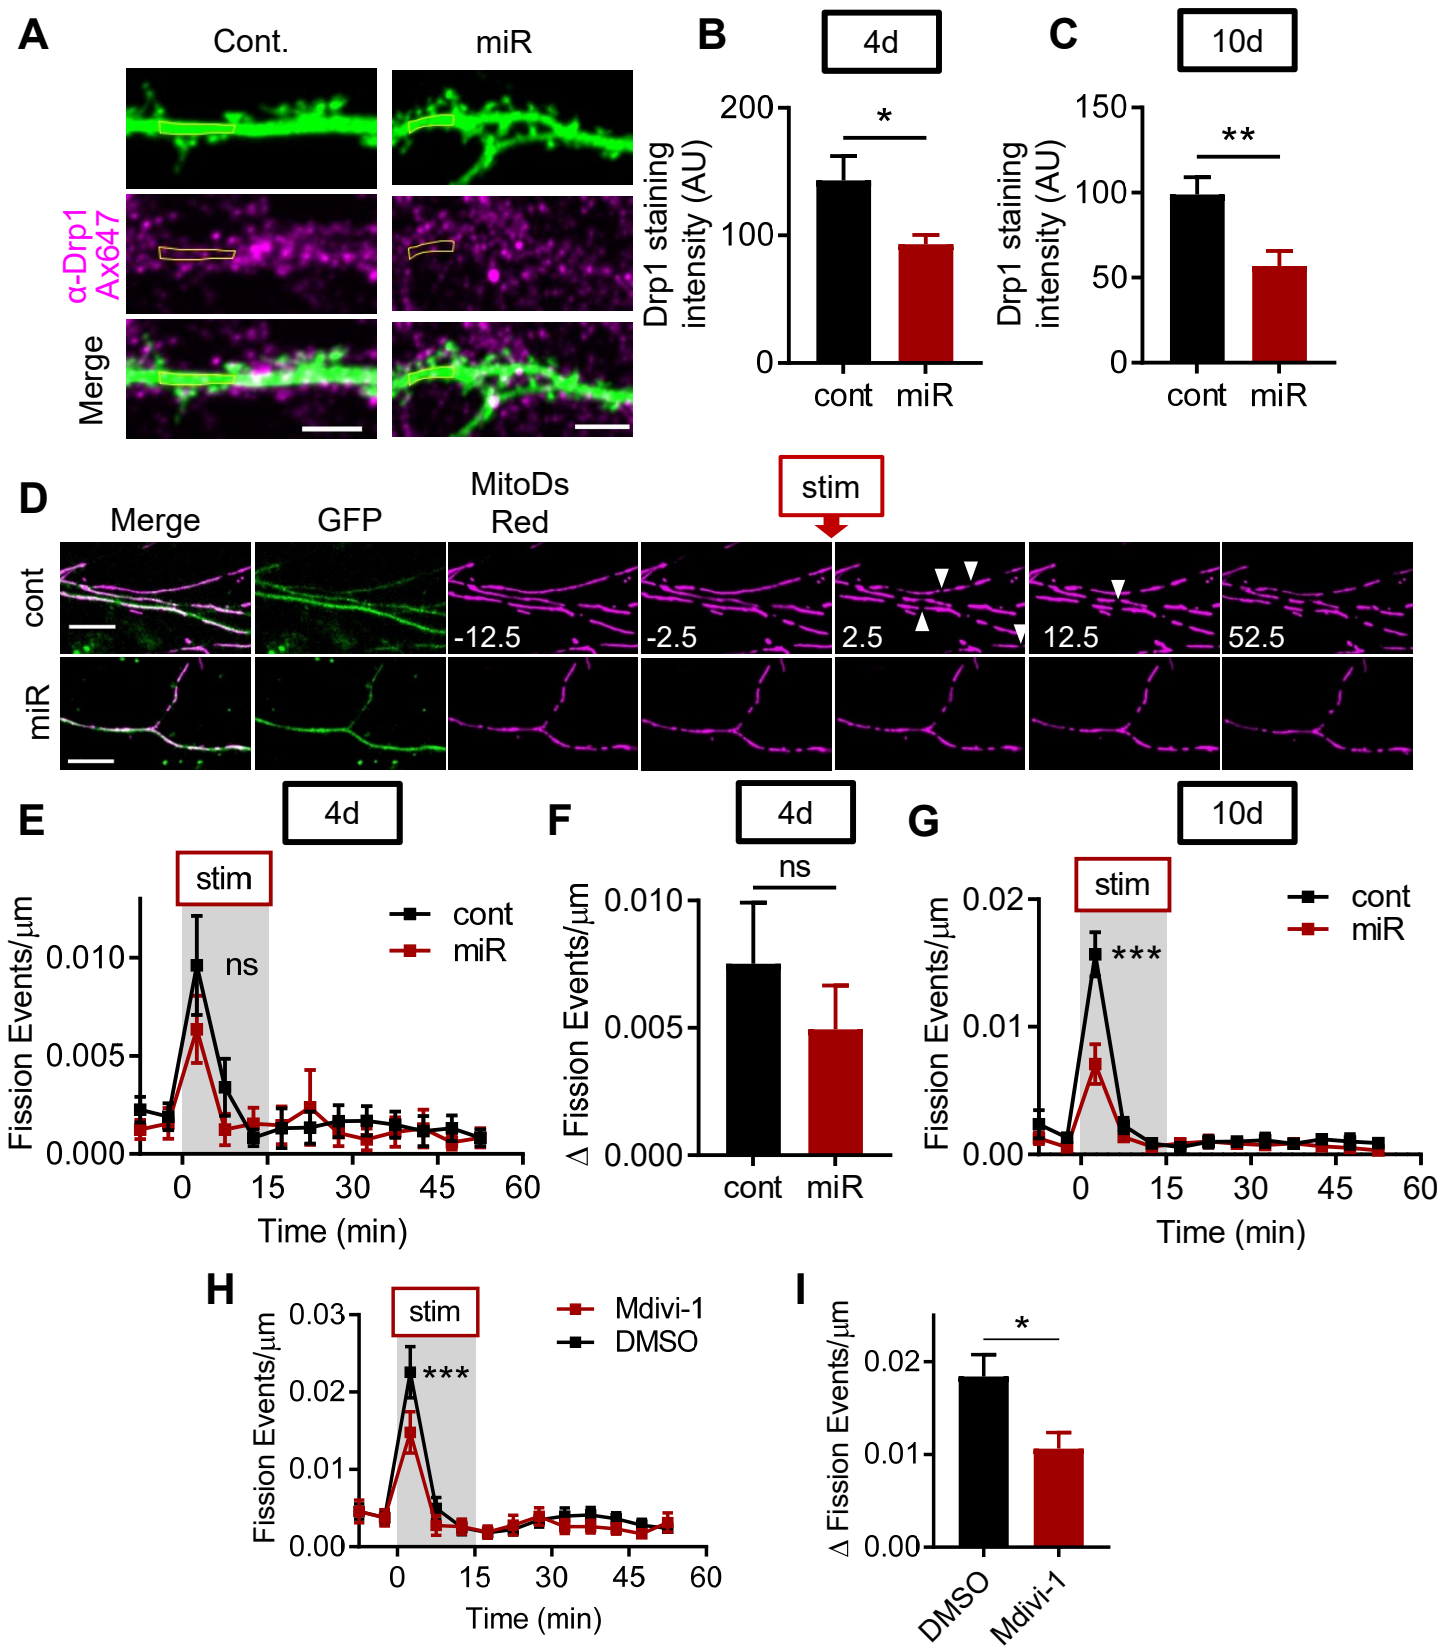 A
Cont.
miR
α-Drp1
Ax647
Merge
B
4d
Drp1 staining
intensity (AU)
200
100
0
*
cont
miR
C
10d
Drp1 staining
intensity (AU)
150
100
50
0
**
cont
miR
D
Merge
GFP
MitoDs
Red
stim
cont
-12.5
-2.5
2.5
12.5
52.5
miR
E
4d
stim
cont
miR
ns
Fission Events/μm
0.010
0.005
0.000
0
15
30
45
60
Time (min)
F
4d
ns
Δ Fission Events/μm
0.010
0.005
0.000
cont
miR
G
10d
stim
cont
miR
***
Fission Events/μm
0.02
0.01
0.00
0
15
30
45
60
Time (min)
H
stim
Mdivi-1
DMSO
***
Fission Events/μm
0.03
0.02
0.01
0.00
0
15
30
45
60
Time (min)
I
*
Δ Fission Events/μm
0.02
0.01
0.00
DMSO
Mdivi-1